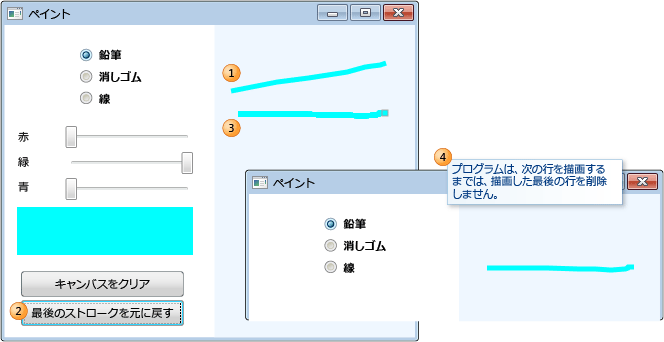 ペイント
鉛筆
消しゴム
線
1
3
赤
緑
青
キャンバスをクリア
2
最後のストロークを元に戻す
4
プログラムは、次の行を描画する
までは、描画した最後の行を削除
しません。
ペイント
鉛筆
消しゴム
線